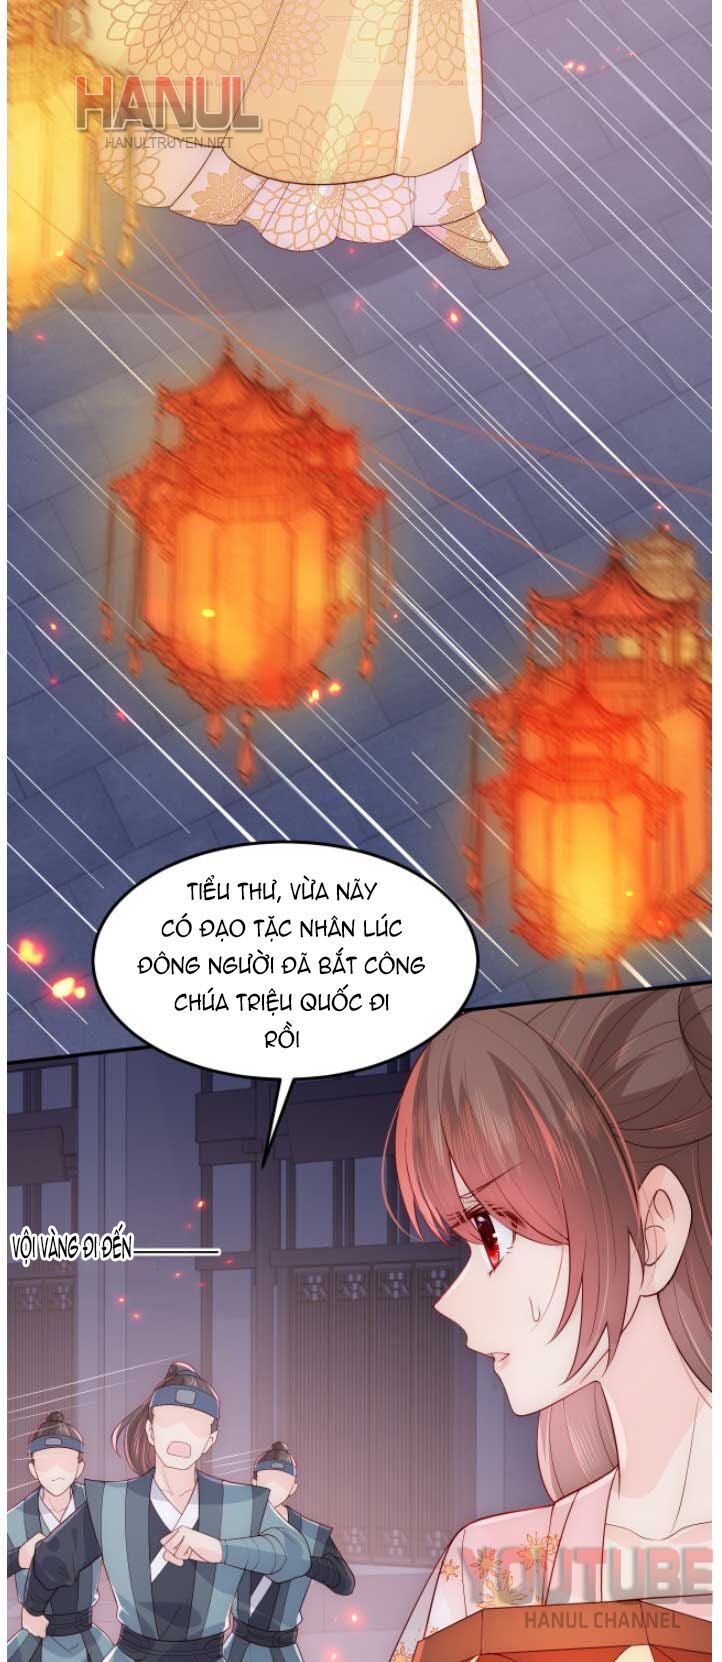 HANUL
HANULTRUYEN.NET
TIỂU THƯ, VỪA NÃY
CÓ ĐẠO TẶC NHÂN LÚC
ĐÔNG NGƯỜI ĐÃ BẮT CÔNG
CHÚA TRIỆU QUỐC ĐI
RỒI
VỘI VÀNG ĐI ĐẾN
YOUTUBE
HANUL CHANNEL